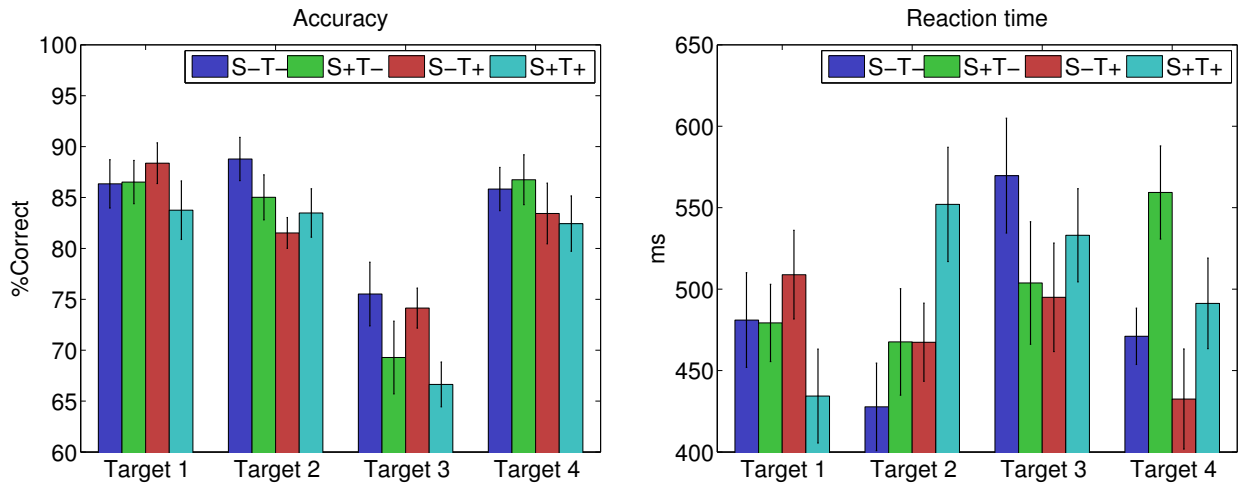 Accuracy
S−T− S+T− S−T+ S+T+
%Correct
100
95
90
85
80
75
70
65
60
Target 1 Target 2 Target 3 Target 4
Reaction time
S−T− S+T− S−T+ S+T+
ms
650
600
550
500
450
400
Target 1 Target 2 Target 3 Target 4